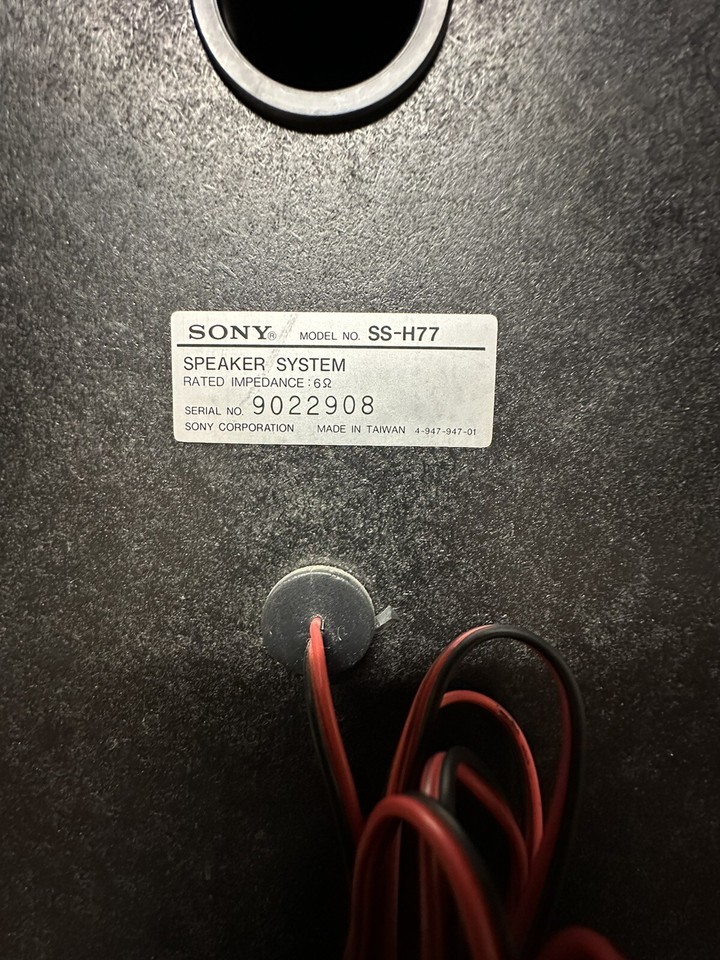 SONY® MODEL NO. SS-H77
SPEAKER SYSTEM
RATED IMPEDANCE : 6Ω
SERIAL NO. 9022908
SONY CORPORATION MADE IN TAIWAN 4-947-947-01